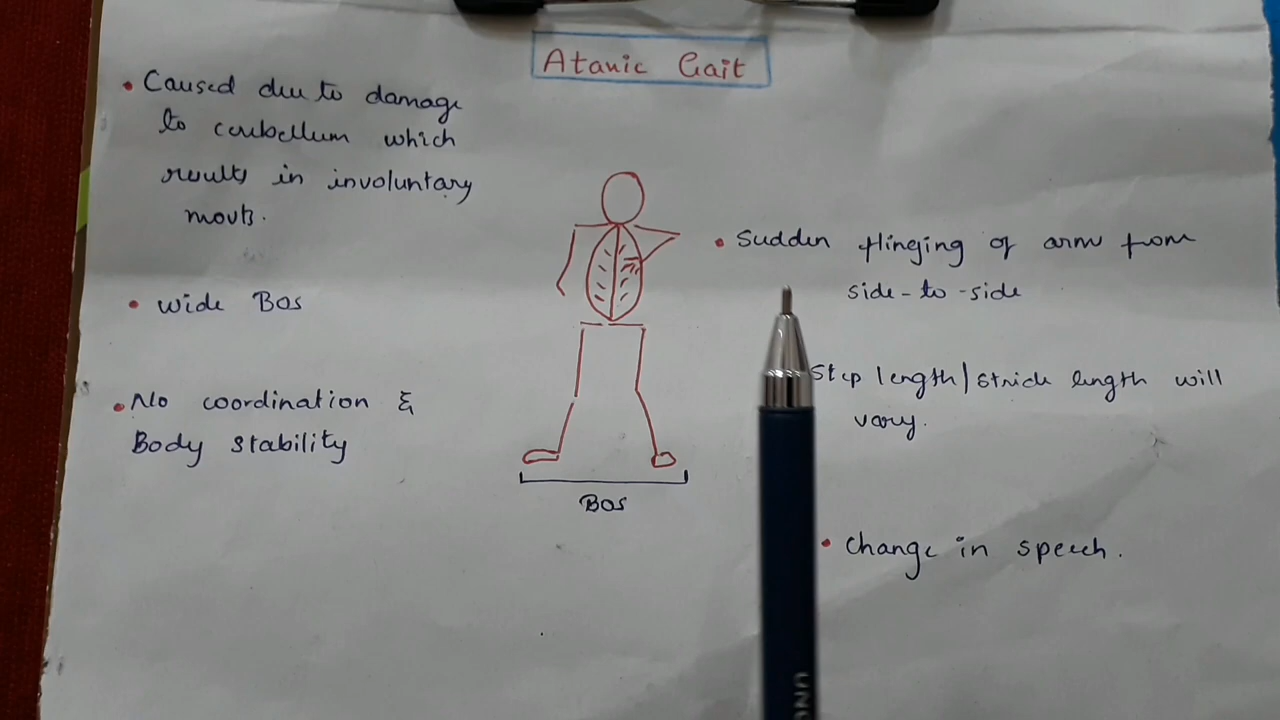 Ataxic Gait
• Caused due to damage
to cerebellum which
results in involuntary
movts.
• wide BOS
• No coordination &
Body stability
• Sudden flinging of arm from
side-to-side
Step length/stride length will
vary.
• change in speech.
BOS
UNO